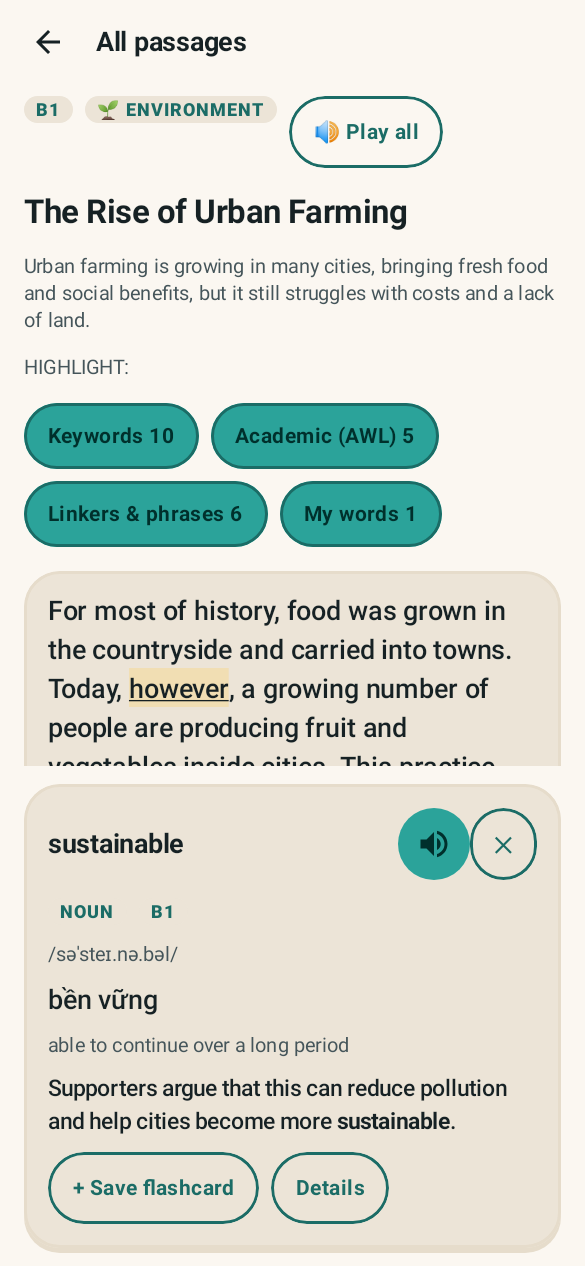 All passages
B1
ENVIRONMENT
Play all
The Rise of Urban Farming
Urban farming is growing in many cities, bringing fresh food
and social benefits, but it still struggles with costs and a lack
of land.
HIGHLIGHT:
Keywords 10
Academic (AWL) 5
Linkers & phrases 6
My words 1
For most of history, food was grown in
the countryside and carried into towns.
Today, however, a growing number of
people are producing fruit and
vegetables inside cities. This practice
sustainable
NOUN
B1
/səˈsteɪ.nə.bəl/
bền vững
able to continue over a long period
Supporters argue that this can reduce pollution
and help cities become more sustainable.
+ Save flashcard
Details